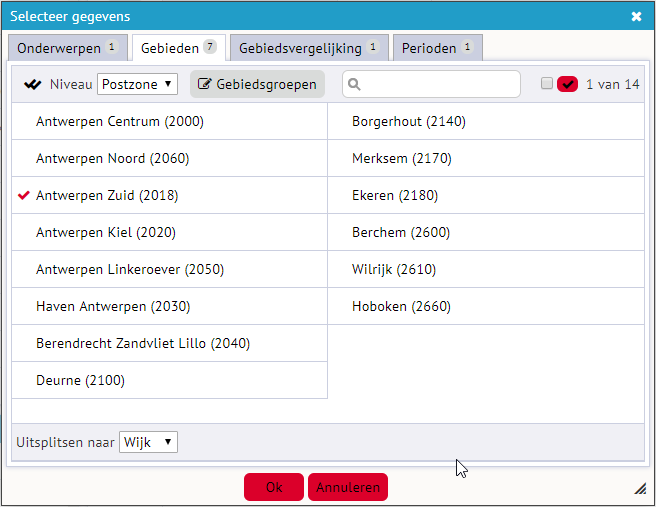 Selecteer gegevens
Onderwerpen 1 Gebieden 7 Gebiedsvergelijking 1 Perioden 1
Niveau Postzone Gebiedsgroepen 1 van 14
Antwerpen Centrum (2000) Borgerhout (2140)
Antwerpen Noord (2060) Merksem (2170)
Antwerpen Zuid (2018) Ekeren (2180)
Antwerpen Kiel (2020) Berchem (2600)
Antwerpen Linkeroever (2050) Wilrijk (2610)
Haven Antwerpen (2030) Hoboken (2660)
Berendrecht Zandvliet Lillo (2040)
Deurne (2100)
Uitsplitsen naar Wijk
Ok Annuleren